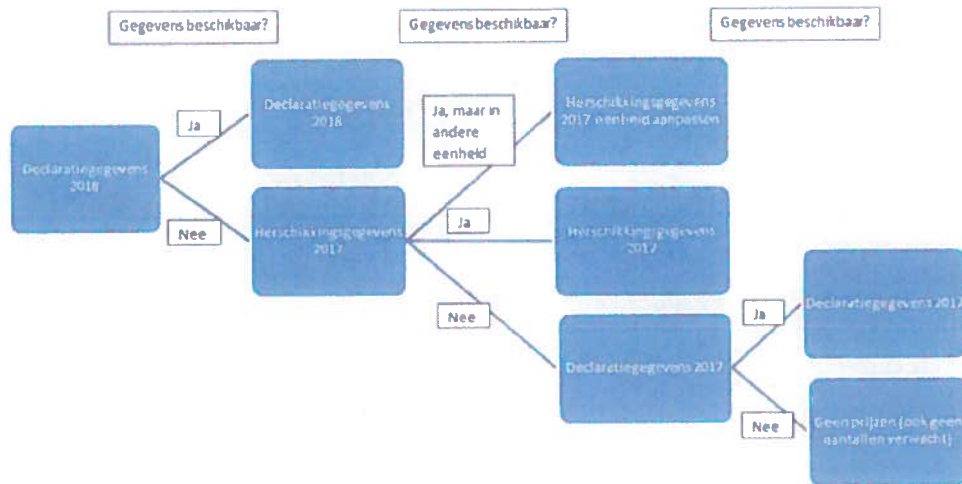 Gegevens beschikbaar?
Gegevens beschikbaar?
Gegevens beschikbaar?
Declaratiegegevens
2018
Ja
Nee
Declaratiegegevens
2018
Herschikkingsgegevens
2017
Ja, maar in
andere
eenheid
Ja
Nee
Herschikkingsgegevens
2017 eenheid aanpassen
Herschikkingsgegevens
2017
Declaratiegegevens 2017
Ja
Nee
Declaratiegegevens 2017
Geen prijzen (ook geen
aantallen verwacht)